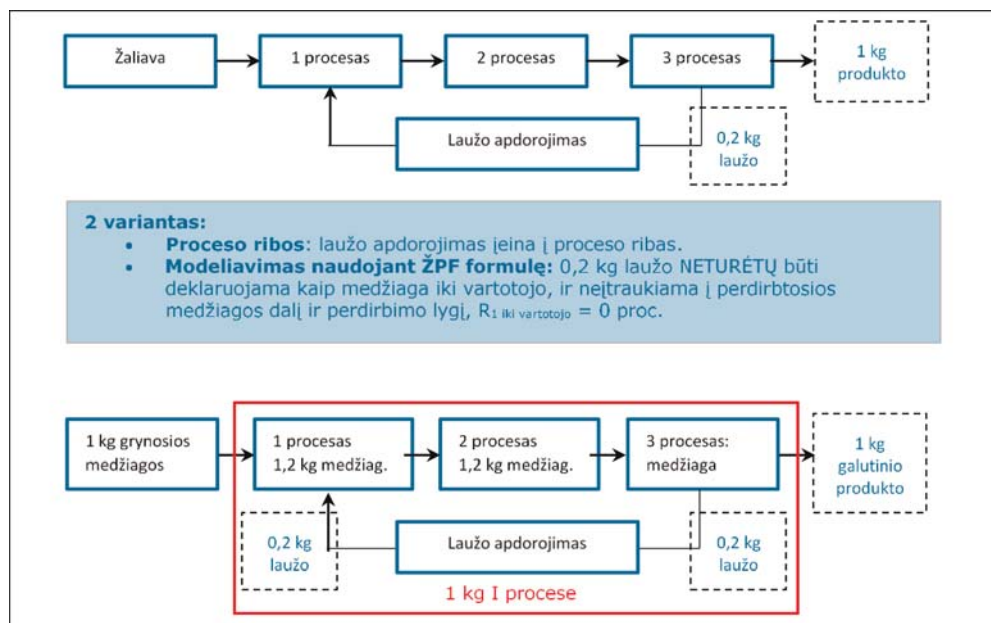 Žaliava
1 procesas
2 procesas
3 procesas
1 kg
produkto
Laužo apdorojimas
0,2 kg
laužo
2 variantas:
• Proceso ribos: laužo apdorojimas įeina į proceso ribas.
• Modeliavimas naudojant ŽPF formulę: 0,2 kg laužo NETURĖTŲ būti
deklaruojama kaip medžiaga iki vartotojo, ir neįtraukiama į perdirbtosios
medžiagos dalį ir perdirbimo lygį, R1 iki vartotojo = 0 proc.
1 kg grynosios
medžiagos
1 procesas
1,2 kg medžiag.
2 procesas
1,2 kg medžiag.
3 procesas:
medžiaga
1 kg
galutinio
produkto
0,2 kg
laužo
Laužo apdorojimas
0,2 kg
laužo
1 kg I procese